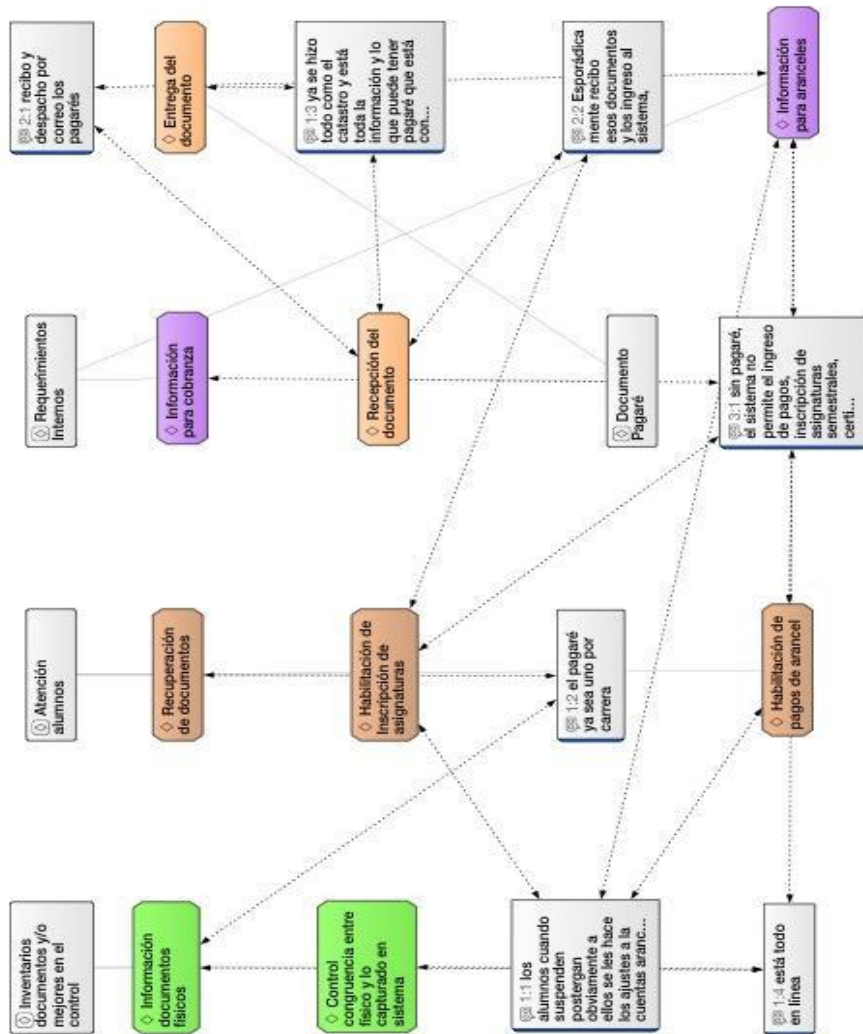 Inventarios
documentos y/o
mejores en el
control
Atención
alumnos
Requerimientos
Internos
2:1 recibo y
despacho por
correo los
pagarés
Información
documentos
físicos
Recuperación
de documentos
Información
para cobranza
Entrega del
documento
Control
congruencia entre
físico y lo
capturado en
sistema
Habilitación de
Inscripción de
asignaturas
Recepción del
documento
1:3 ya se hizo
todo como el
catastro y está
toda la
información y lo
que puede tener
pagaré que está
con...
1:1 los
alumnos cuando
suspenden
postergan
obviamente a
ellos se les hace
los ajustes a la
cuentas aranc...
1:2 el pagaré
ya sea uno por
carrera
Documento
Pagaré
2:2 Esporádica
mente recibo
esos documentos
y los ingreso al
sistema,
1:4 está todo
en línea
Habilitación de
pagos de arancel
3:1 sin pagaré,
el sistema no
permite el ingreso
de pagos,
inscripción de
asignaturas
semestrales,
certi...
Información
para aranceles